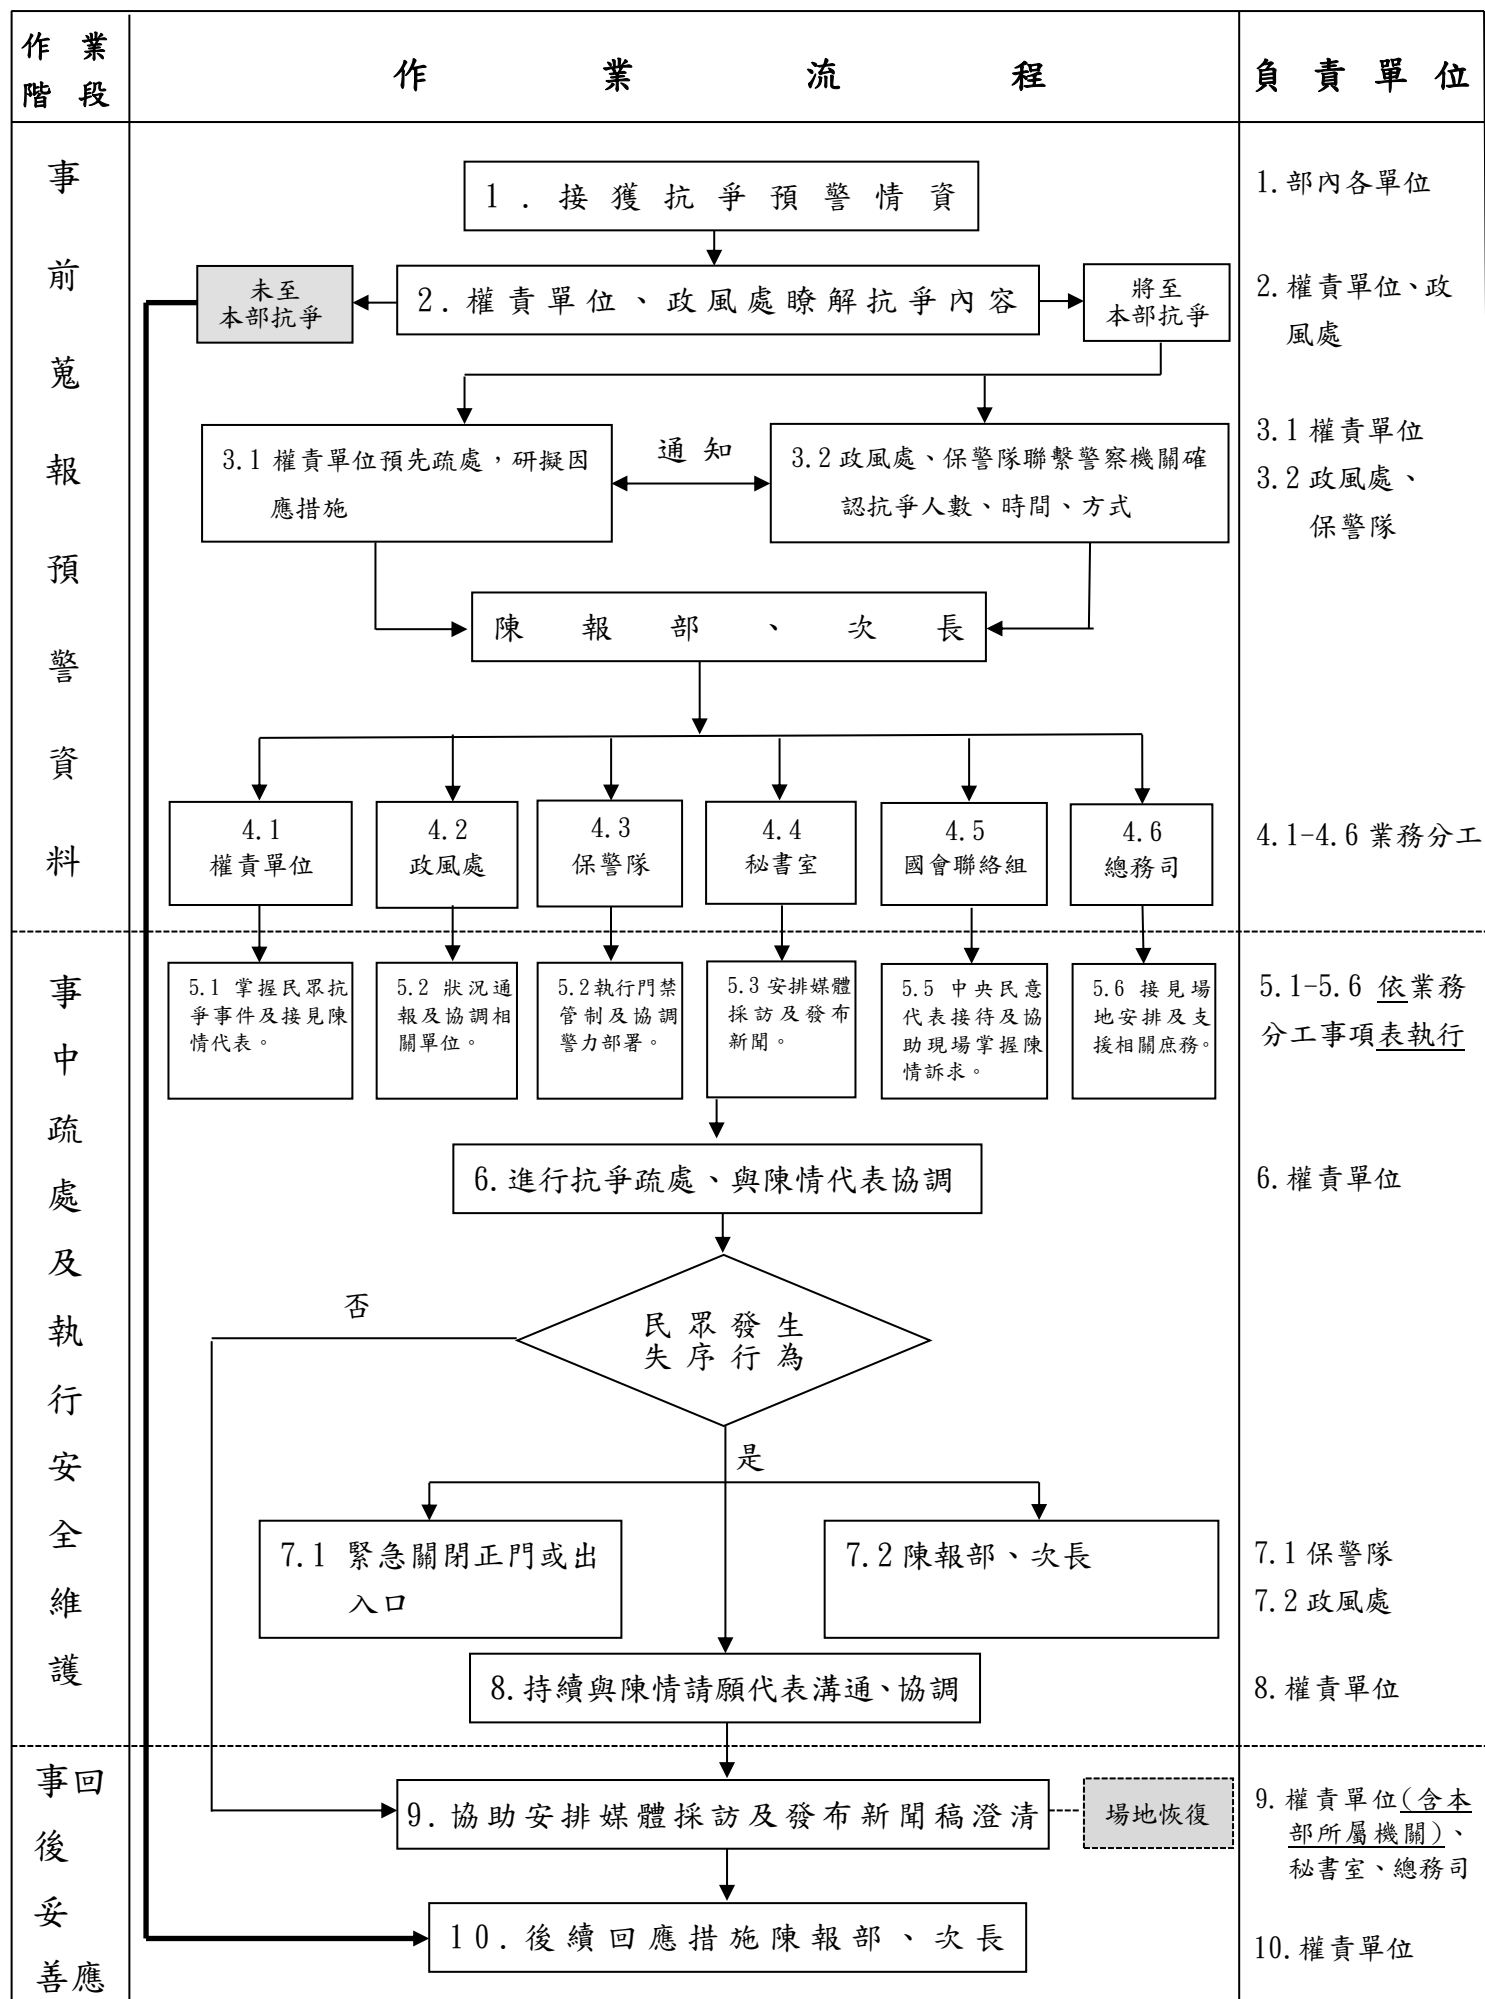 作業
階段
作業流程
負責單位
事前蒐報預警資料
1.接獲抗爭預警情資
1.部內各單位
未至
本部抗爭
2.權責單位、政風處瞭解抗爭內容
將至
本部抗爭
2.權責單位、政
風處
3.1 權責單位預先疏處，研擬因
應措施
通知
3.2 政風處、保警隊聯繫警察機關確
認抗爭人數、時間、方式
3.1 權責單位
3.2 政風處、
保警隊
陳報部、次長
4.1
權責單位
4.2
政風處
4.3
保警隊
4.4
秘書室
4.5
國會聯絡組
4.6
總務司
4.1-4.6 業務分工
事中疏處及執行安全維護
5.1 掌握民眾抗
爭事件及接見陳
情代表。
5.2 狀況通
報及協調相
關單位。
5.2執行門禁
管制及協調
警力部署。
5.3 安排媒體
採訪及發布
新聞。
5.5 中央民意
代表接待及協
助現場掌握陳
情訴求。
5.6 接見場
地安排及支
援相關庶務。
5.1-5.6 依業務
分工事項表執行
6.進行抗爭疏處、與陳情代表協調
6.權責單位
民眾發生
失序行為
否
是
7.1 緊急關閉正門或出
入口
7.2 陳報部、次長
7.1 保警隊
7.2 政風處
8.持續與陳情請願代表溝通、協調
8.權責單位
事回
後
妥
善應
9.協助安排媒體採訪及發布新聞稿澄清
場地恢復
9.權責單位(含本
部所屬機關)、
秘書室、總務司
10.後續回應措施陳報部、次長
10.權責單位